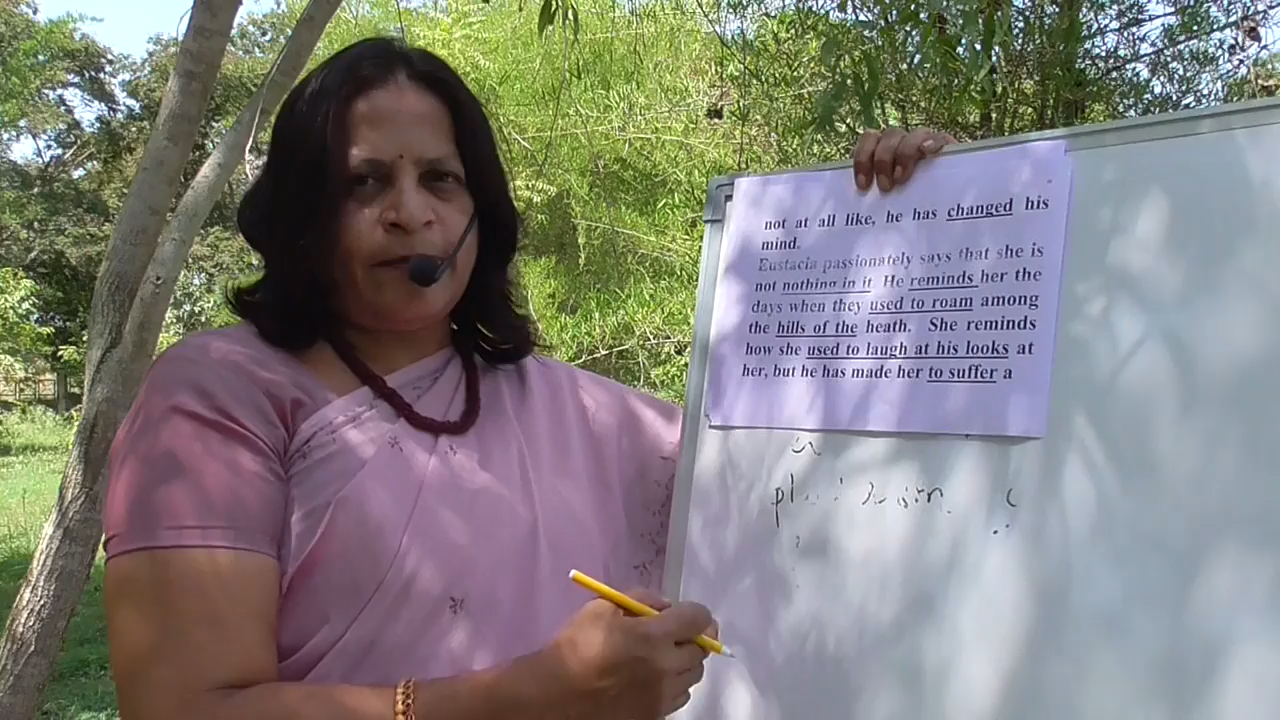 not at all like, he has changed his
mind.
Eustacia passionately says that she is
not nothing in it. He reminds her the
days when they used to roam among
the hills of the heath. She reminds
how she used to laugh at his looks at
her, but he has made her to suffer a